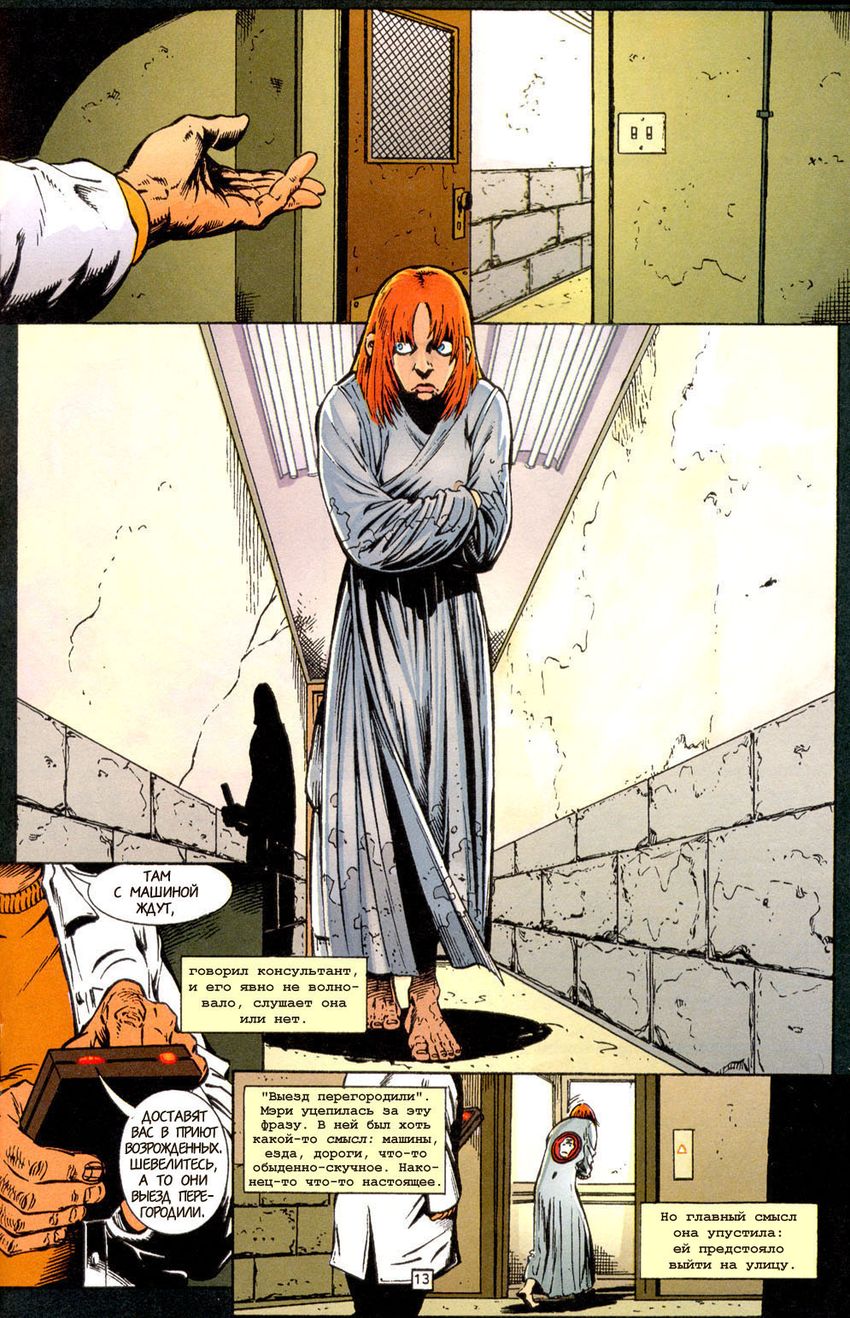 ТАМ
С МАШИНОЙ
ЖДУТ,
говорил консультант,
и его явно не волно-
вало, слушает она
или нет.
ДОСТАВЯТ
ВАС В ПРИЮТ
ВОЗРОЖДЕННЫХ.
ШЕВЕЛИТЕСЬ,
А ТО ОНИ
ВЫЕЗД ПЕРЕ-
ГОРОДИЛИ.
"Выезд перегородили".
Мэри уцепилась за эту
фразу. В ней был хоть
какой-то смысл: машины,
езда, дороги, что-то
обыденно-скучное. Нако-
нец-то что-то настоящее.
Но главный смысл
она упустила:
ей предстояло
выйти на улицу.
13